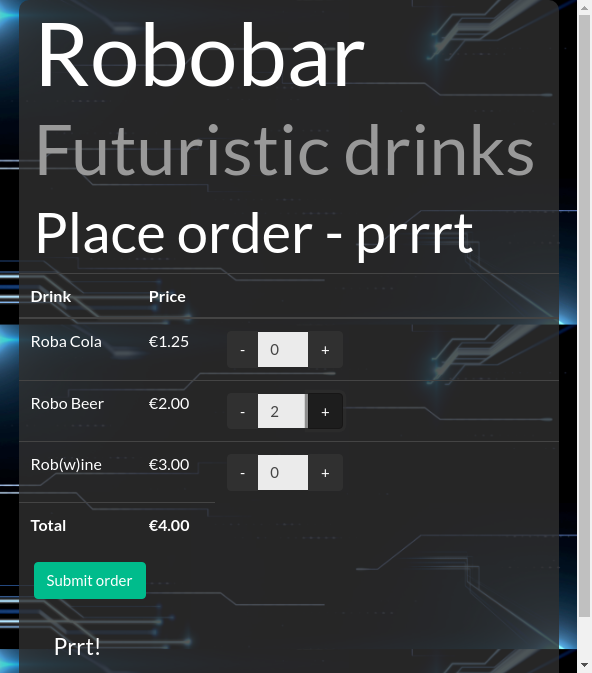 Robobar
Futuristic drinks
Place order - prrrt
Drink Price
Roba Cola €1.25 - 0 +
Robo Beer €2.00 - 2 +
Rob(w)ine €3.00 - 0 +
Total €4.00
Submit order
Prrt!